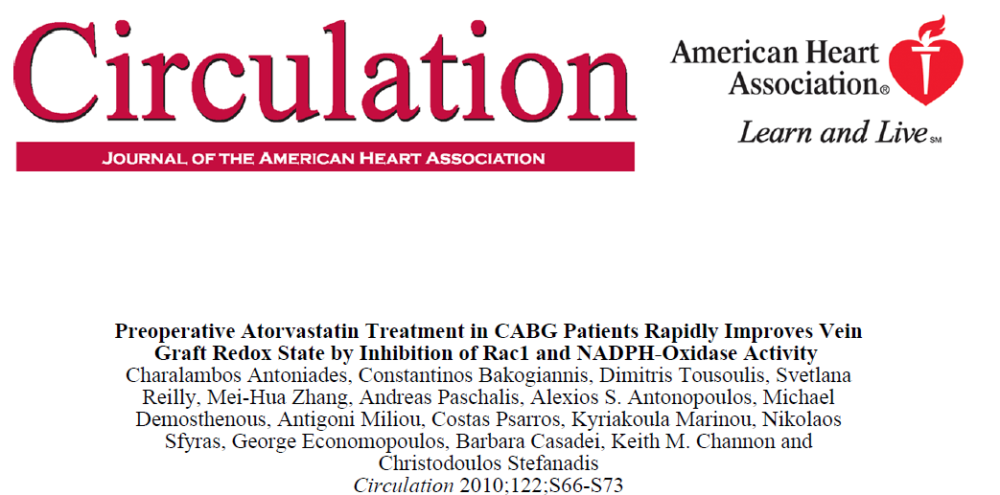 Circulation
JOURNAL OF THE AMERICAN HEART ASSOCIATION
American Heart
Association®
Learn and Live℠
Preoperative Atorvastatin Treatment in CABG Patients Rapidly Improves Vein
Graft Redox State by Inhibition of Rac1 and NADPH-Oxidase Activity
Charalambos Antoniades, Constantinos Bakogiannis, Dimitris Tousoulis, Svetlana
Reilly, Mei-Hua Zhang, Andreas Paschalis, Alexios S. Antonopoulos, Michael
Demosthenous, Antigoni Miliou, Costas Psarros, Kyriakoula Marinou, Nikolaos
Sfyras, George Economopoulos, Barbara Casadei, Keith M. Channon and
Christodoulos Stefanadis
Circulation 2010;122;S66-S73